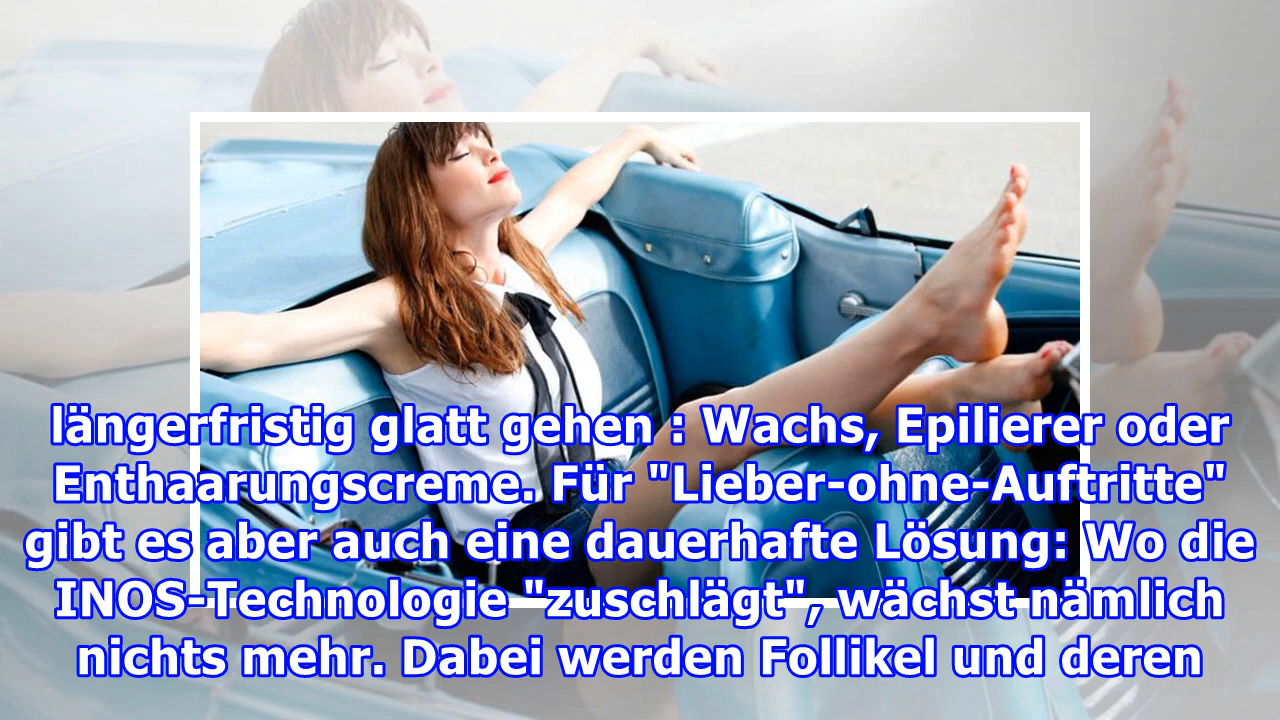 längerfristig glatt gehen : Wachs, Epilierer oder
Enthaarungscreme. Für "Lieber-ohne-Auftritte"
gibt es aber auch eine dauerhafte Lösung: Wo die
INOS-Technologie "zuschlägt", wächst nämlich
nichts mehr. Dabei werden Follikel und deren